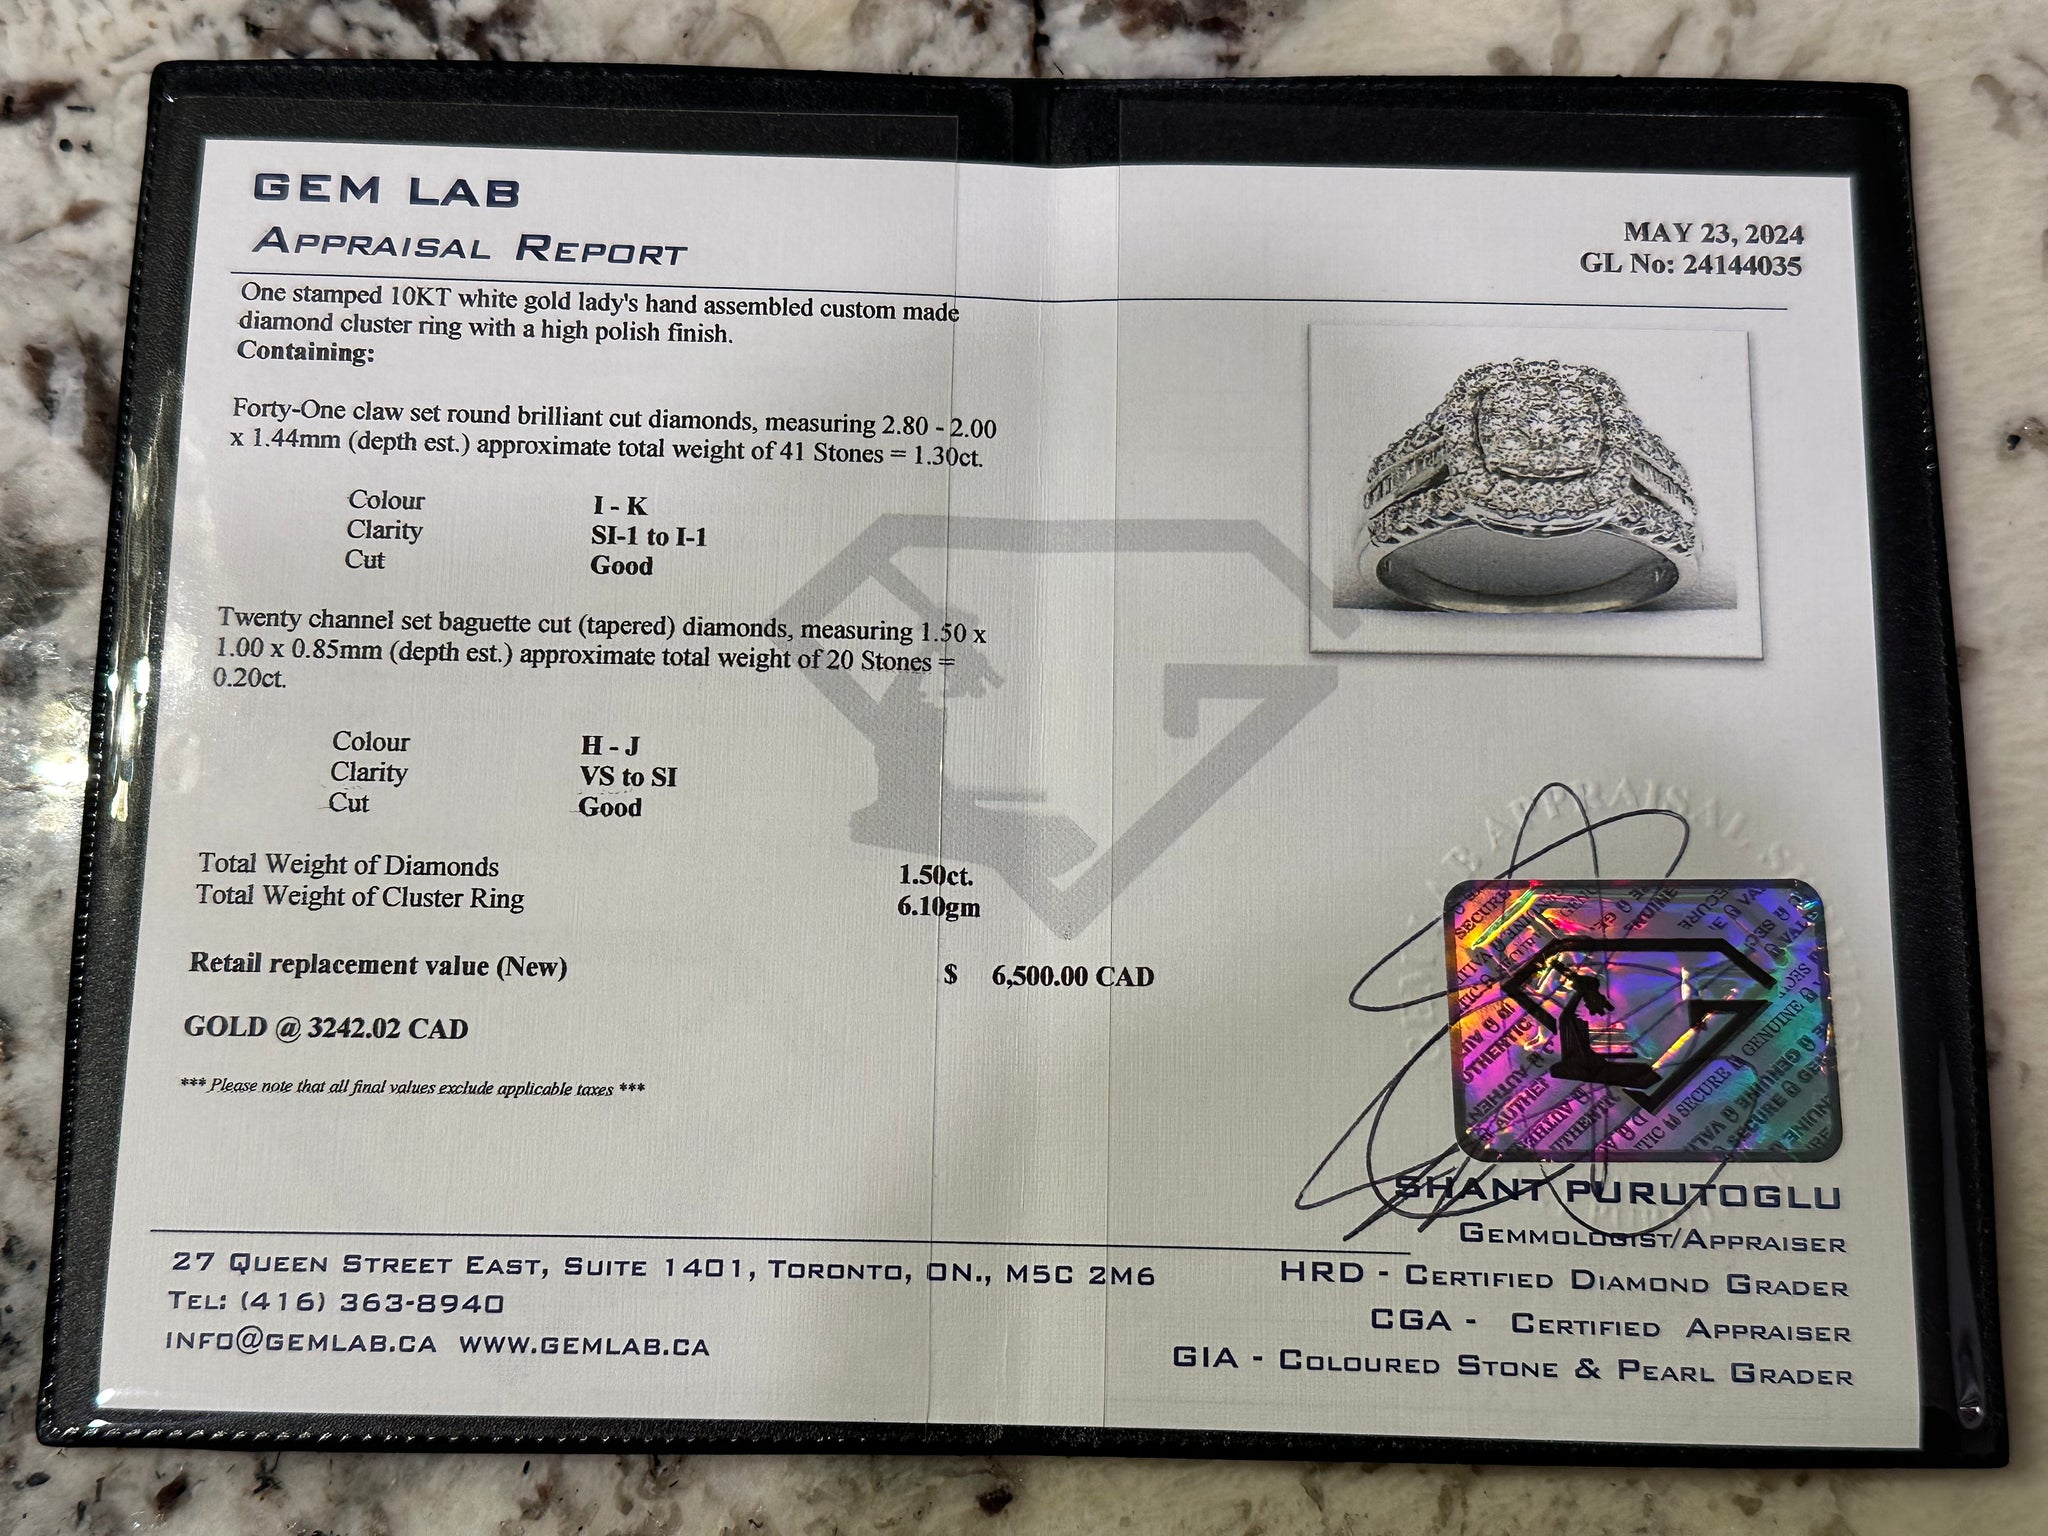 GEM LAB
APPRAISAL REPORT
MAY 23, 2024
GL No: 24144035
One stamped 10KT white gold lady's hand assembled custom made
diamond cluster ring with a high polish finish.
Containing:
Forty-One claw set round brilliant cut diamonds, measuring 2.80 - 2.00
x 1.44mm (depth est.) approximate total weight of 41 Stones = 1.30ct.
Colour I - K
Clarity SI-1 to I-1
Cut Good
Twenty channel set baguette cut (tapered) diamonds, measuring 1.50 x
1.00 x 0.85mm (depth est.) approximate total weight of 20 Stones =
0.20ct.
Colour H - J
Clarity VS to SI
Cut Good
Total Weight of Diamonds 1.50ct.
Total Weight of Cluster Ring 6.10gm
Retail replacement value (New) $ 6,500.00 CAD
GOLD @ 3242.02 CAD
*** Please note that all final values exclude applicable taxes ***
SHANT PURUTOGLU
GEMMOLOGIST/APPRAISER
HRD - CERTIFIED DIAMOND GRADER
CGA - CERTIFIED APPRAISER
GIA - COLOURED STONE & PEARL GRADER
27 QUEEN STREET EAST, SUITE 1401, TORONTO, ON., M5C 2M6
TEL: (416) 363-8940
INFO@GEMLAB.CA WWW.GEMLAB.CA
SECURE GENUINE
AUTHENTIC